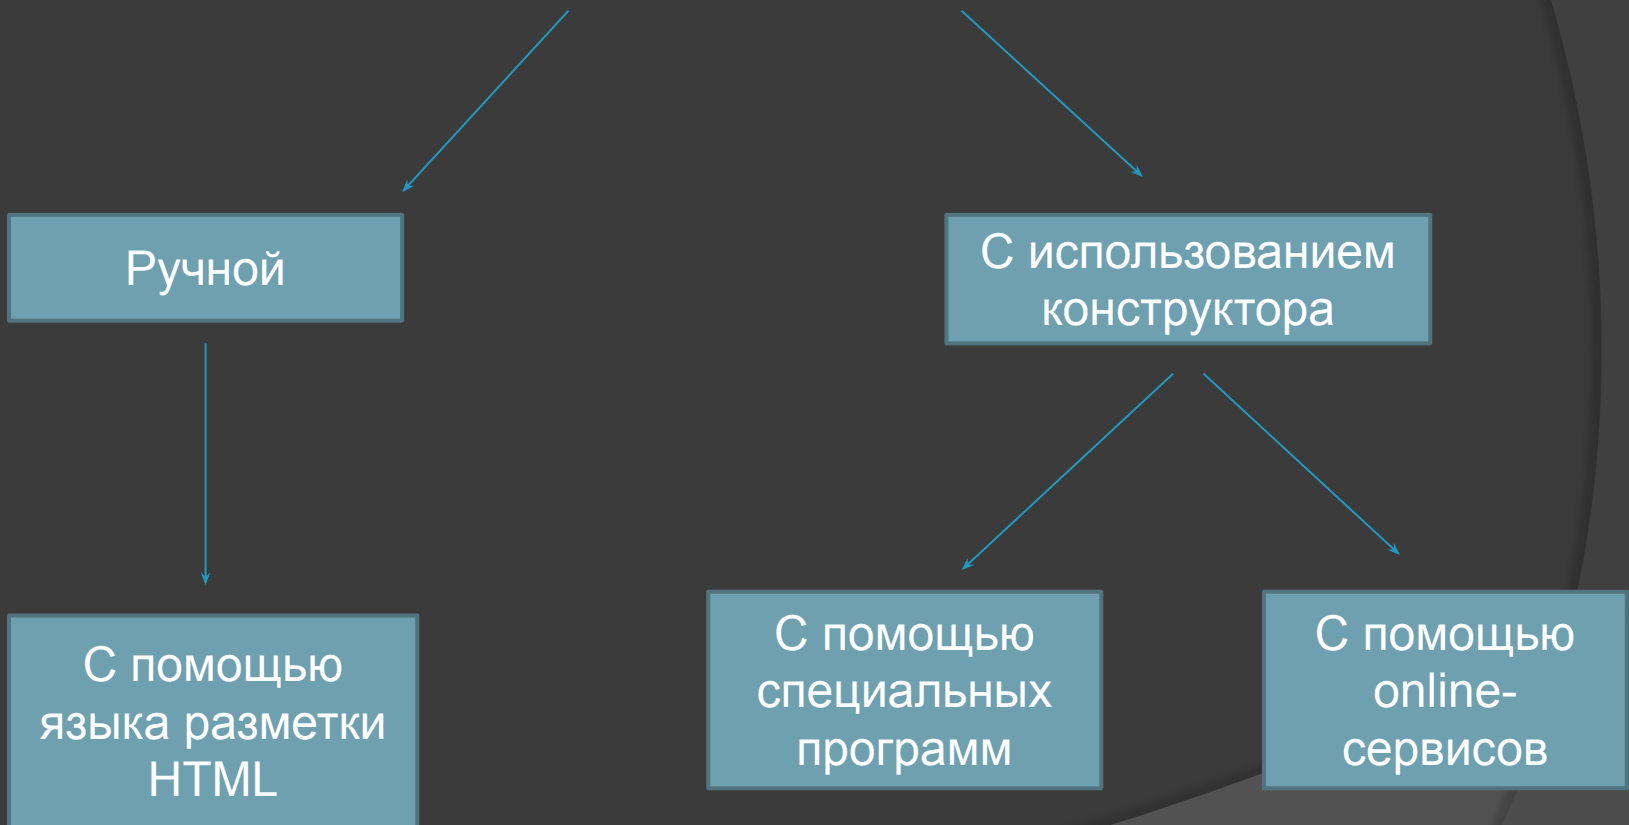 Ручной
С использованием
конструктора
С помощью
языка разметки
HTML
С помощью
специальных
программ
С помощью
online-
сервисов